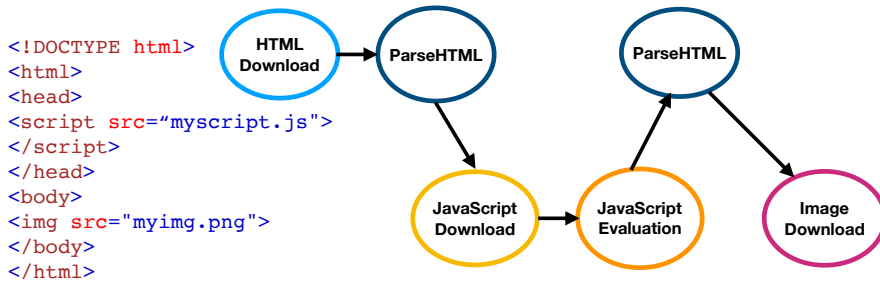 <!DOCTYPE html>
<html>
<head>
<script src=“myscript.js">
</script>
</head>
<body>
<img src="myimg.png">
</body>
</html>
HTML
Download
ParseHTML
JavaScript
Download
JavaScript
Evaluation
ParseHTML
Image
Download